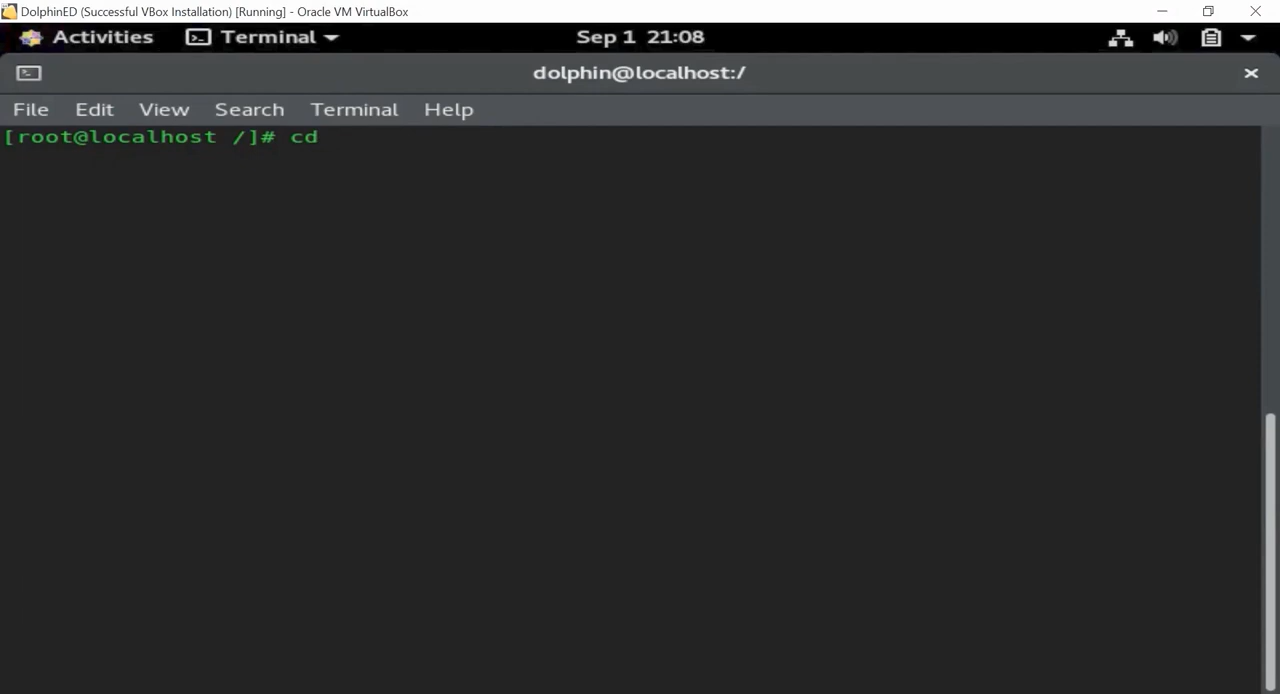 DolphinED (Successful VBox Installation) [Running] - Oracle VM VirtualBox
Activities Terminal Sep 1 21:08
dolphin@localhost:/
File Edit View Search Terminal Help
[root@localhost /]# cd